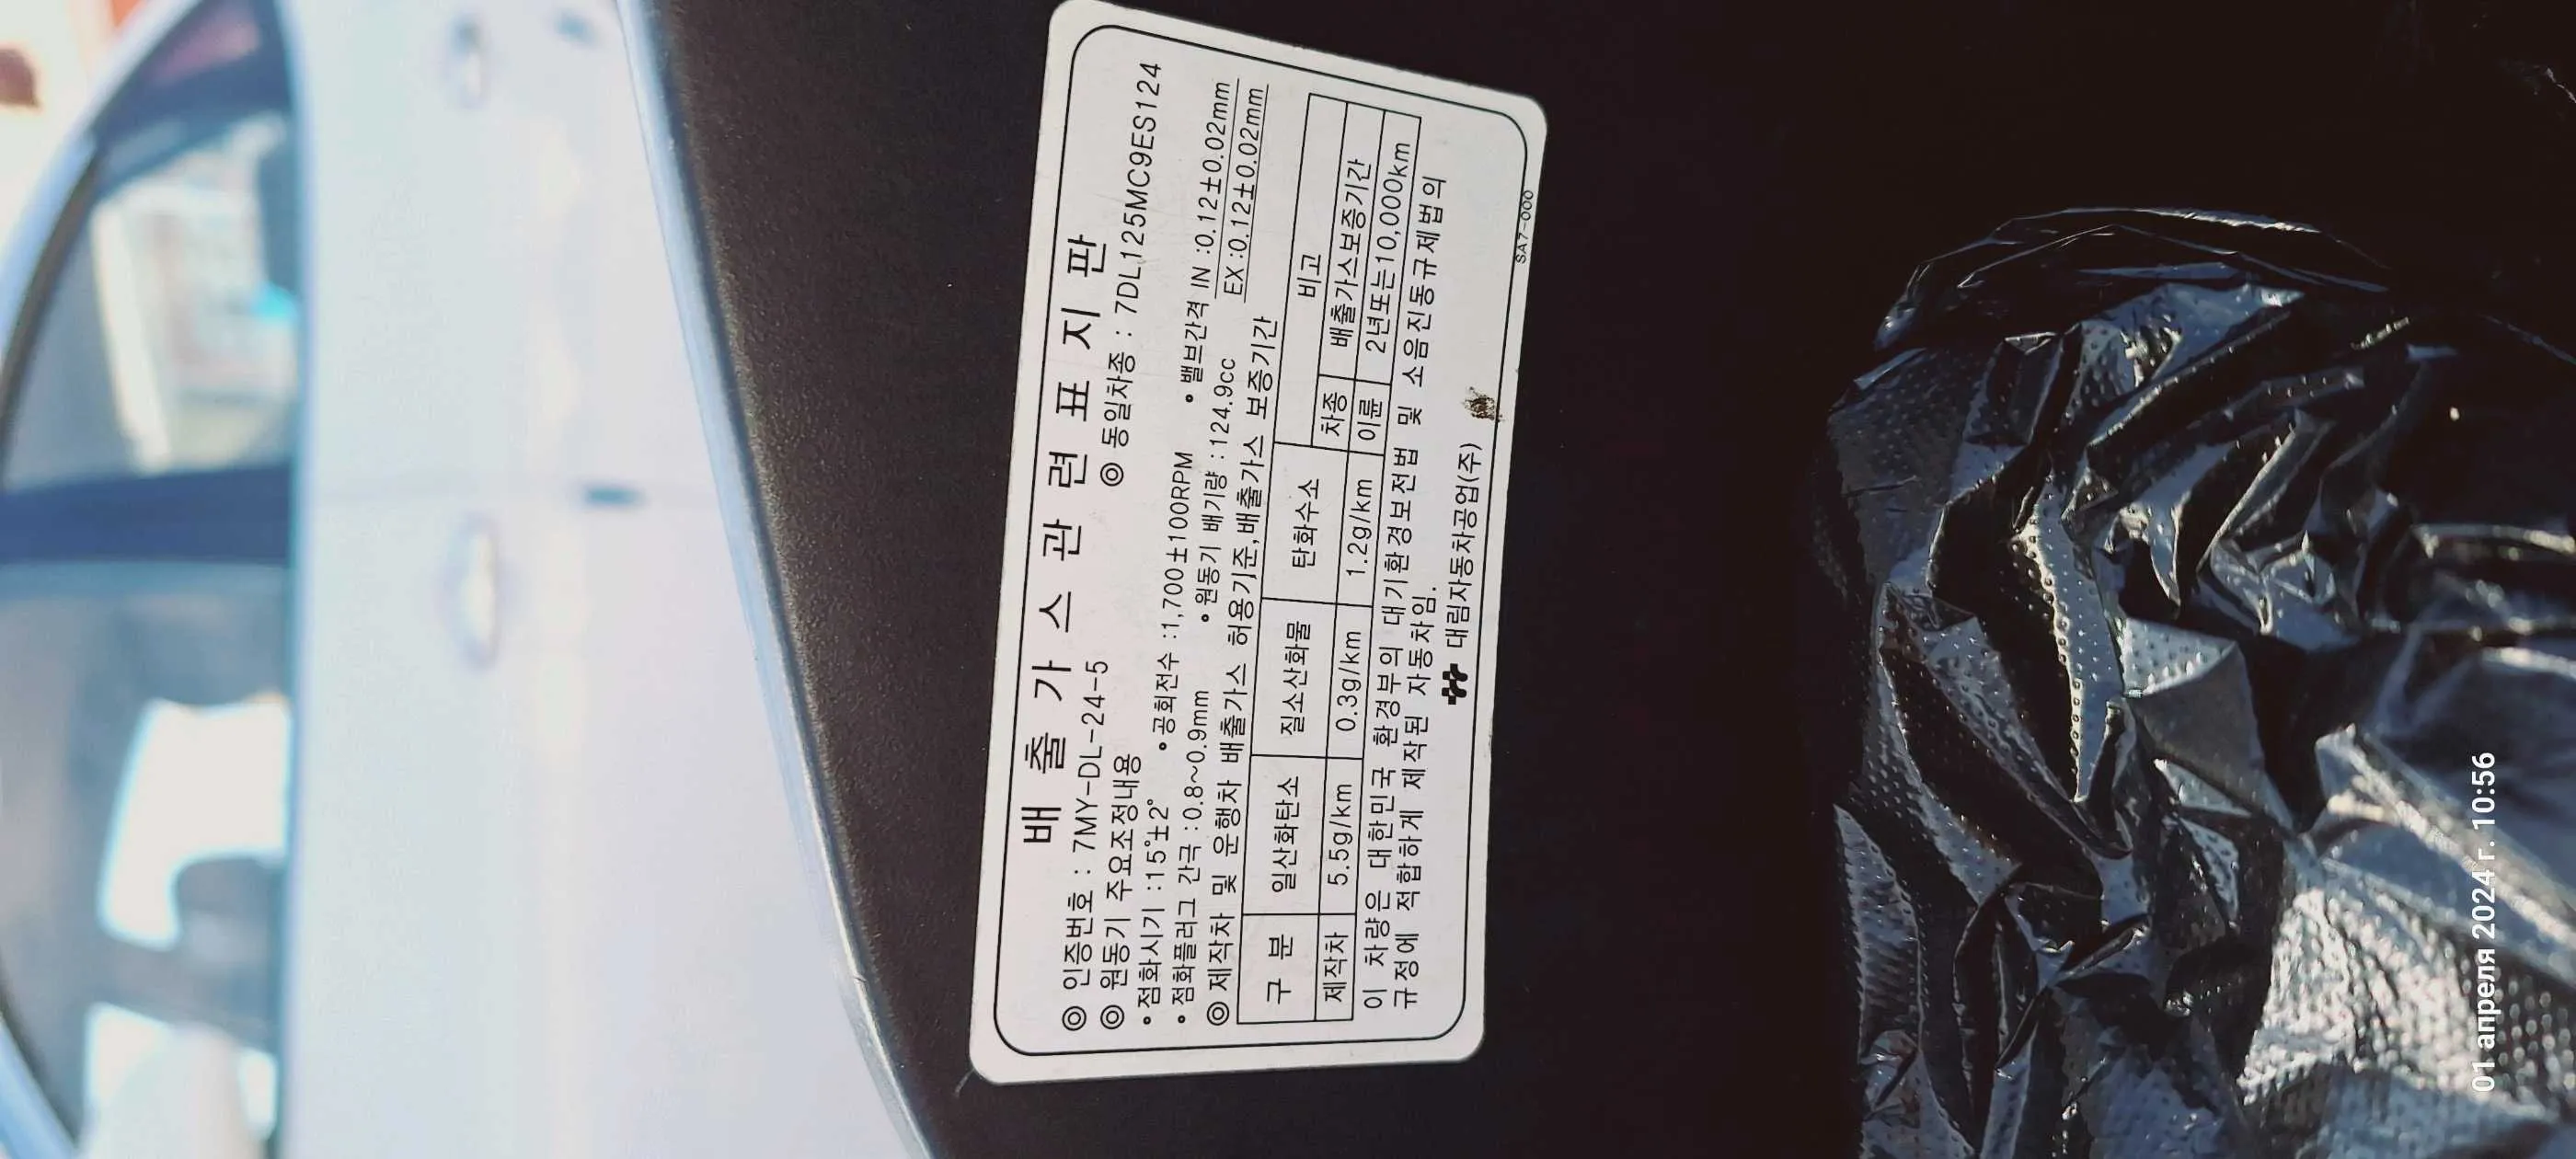 배 출 가 스 관 련 표 지 판
◎ 인증번호 : 7MY-DL-24-5 ◎ 동일차종 : 7DL125MC9ES124
◎ 원동기 주요조정내용
• 점화시기 :15°±2° • 공회전수 :1,700±100RPM • 밸브간격 IN :0.12±0.02mm
• 점화플러그 간극 :0.8~0.9mm • 원동기 배기량 :124.9cc EX :0.12±0.02mm
◎ 제작차 및 운행차 배출가스 허용기준,배출가스 보증기간
구 분 일산화탄소 질소산화물 탄화수소 비고
차종 배출가스보증기간
제작차 5.5g/km 0.3g/km 1.2g/km 이륜 2년또는10,000km
이 차량은 대한민국 환경부의 대기환경보전법 및 소음진동규제법의
규정에 적합하게 제작된 자동차임.
대림자동차공업(주)
SA7-000
01 апреля 2024 г. 10:56